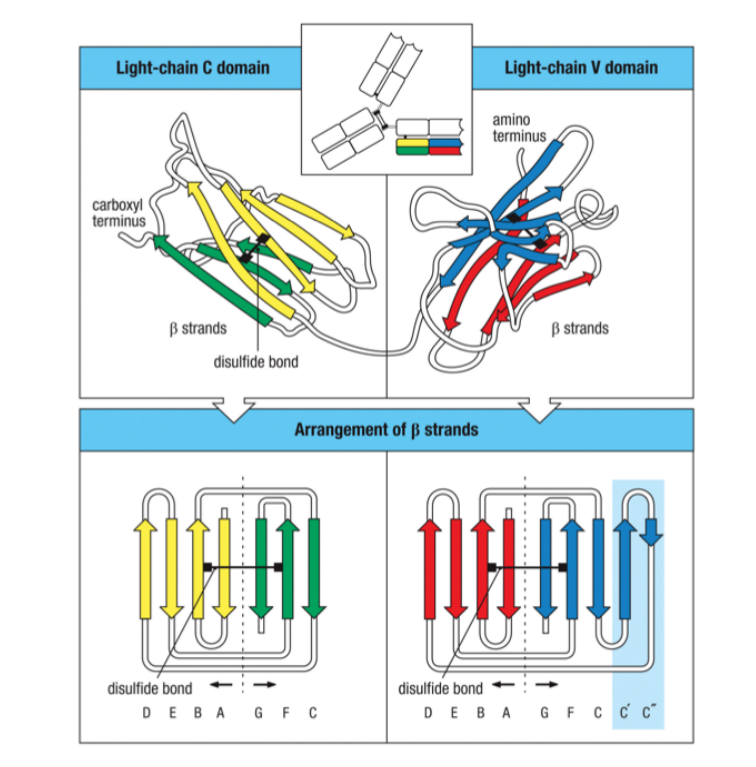 Light-chain C domain
Light-chain V domain
amino
terminus
carboxyl
terminus
β strands
disulfide bond
β strands
Arrangement of β strands
disulfide bond
D E B A G F C
disulfide bond
D E B A G F C C′ C″